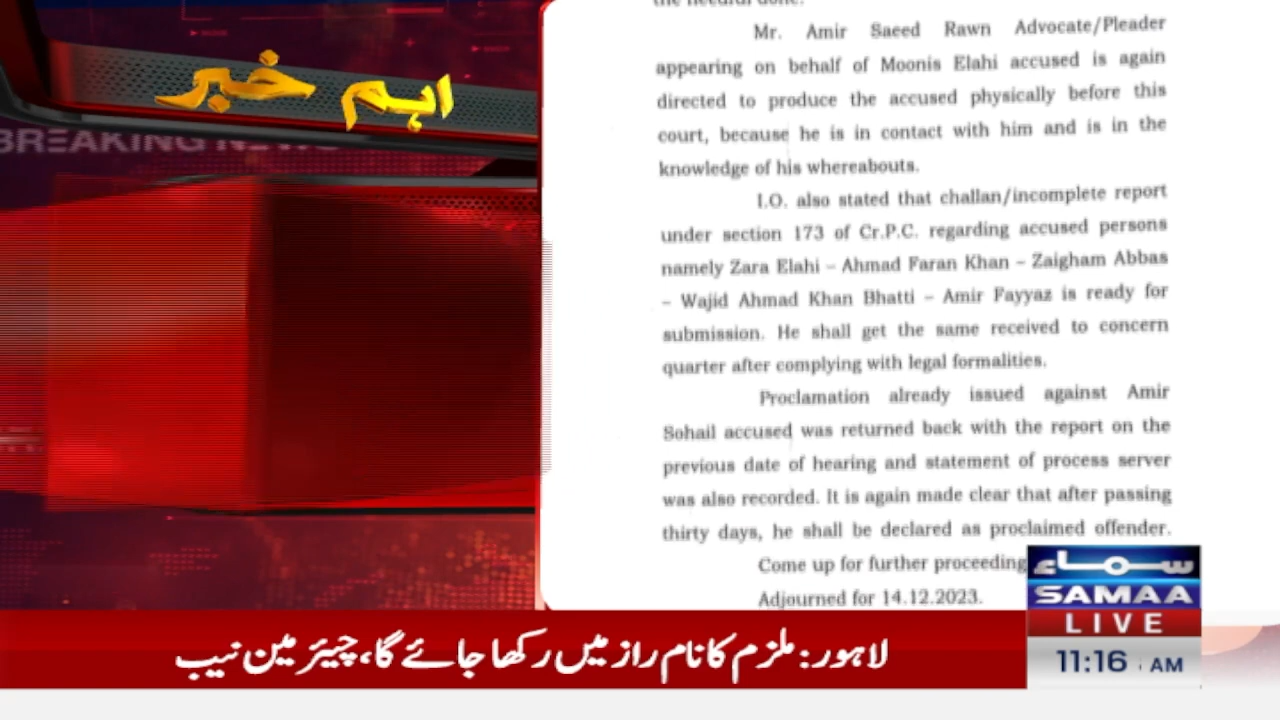 اہم خبر
BREAKING NEWS
the needful done.
Mr. Amir Saeed Rawn Advocate/Pleader
appearing on behalf of Moonis Elahi accused is again
directed to produce the accused physically before this
court, because he is in contact with him and is in the
knowledge of his whereabouts.
I.O. also stated that challan/incomplete report
under section 173 of Cr.P.C. regarding accused persons
namely Zara Elahi – Ahmad Faran Khan – Zaigham Abbas
– Wajid Ahmad Khan Bhatti – Amir Fayyaz is ready for
submission. He shall get the same received to concern
quarter after complying with legal formalities.
Proclamation already issued against Amir
Sohail accused was returned back with the report on the
previous date of hearing and statement of process server
was also recorded. It is again made clear that after passing
thirty days, he shall be declared as proclaimed offender.
Come up for further proceeding
Adjourned for 14.12.2023.
سماء
SAMAA
LIVE
11:16 AM
لاہور: ملزم کا نام راز میں رکھا جائے گا، چیئرمین نیب